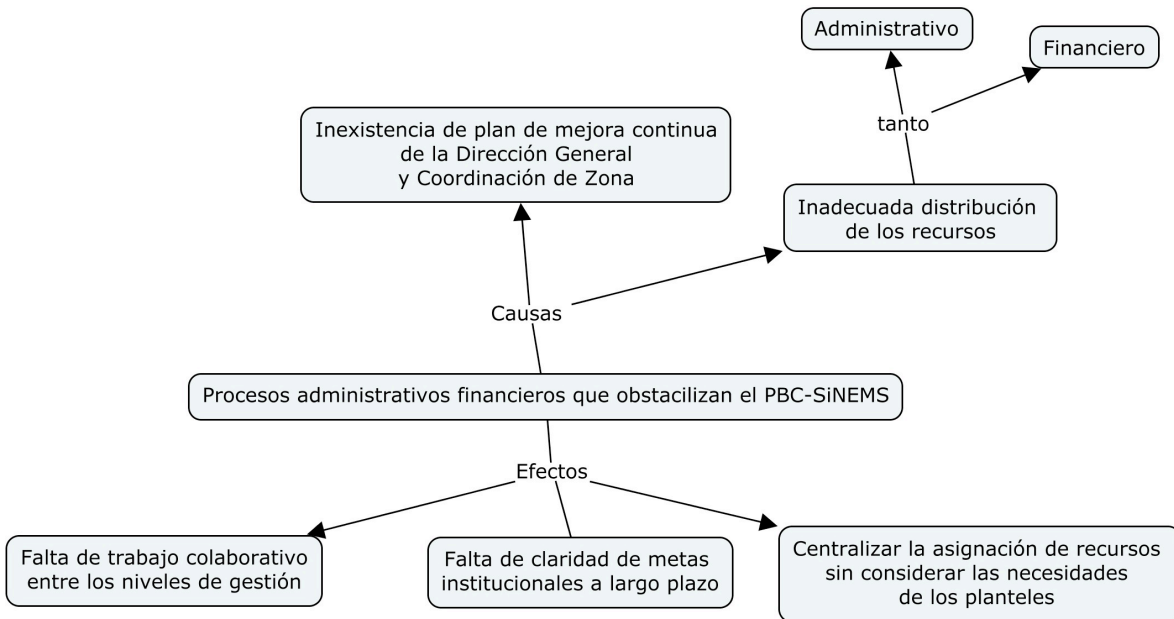 Administrativo
Financiero
tanto
Inexistencia de plan de mejora continua
de la Dirección General
y Coordinación de Zona
Inadecuada distribución
de los recursos
Causas
Procesos administrativos financieros que obstacilizan el PBC-SiNEMS
Efectos
Falta de trabajo colaborativo
entre los niveles de gestión
Falta de claridad de metas
institucionales a largo plazo
Centralizar la asignación de recursos
sin considerar las necesidades
de los planteles